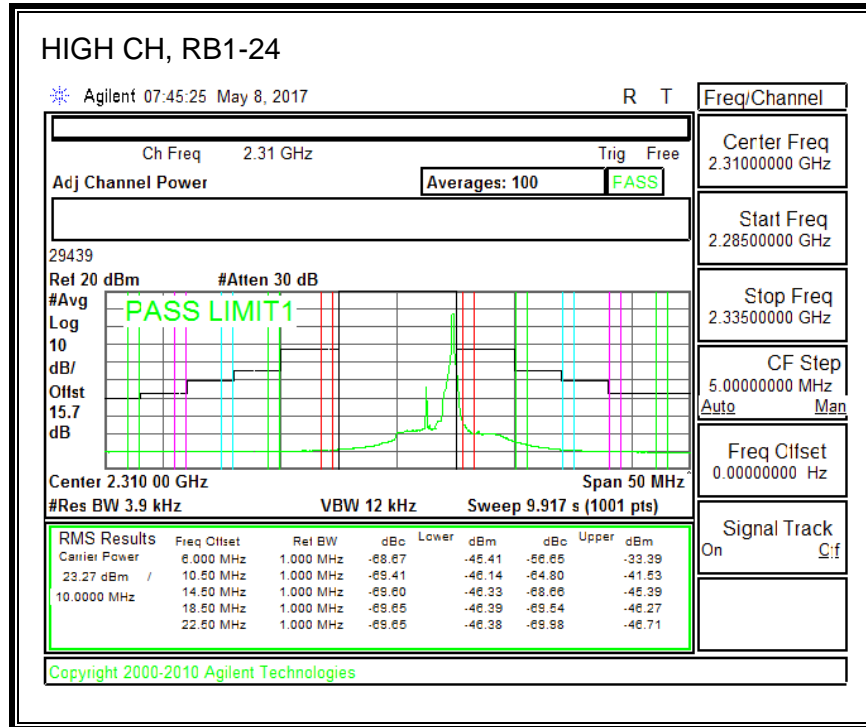 HIGH CH, RB1-24
Agilent 07:45:25 May 8, 2017 R T
Freq/Channel
Ch Freq 2.31 GHz Trig Free
Adj Channel Power Averages: 100 PASS
Center Freq
2.31000000 GHz
Start Freq
2.28500000 GHz
29439
Ref 20 dBm #Atten 30 dB
#Avg
Log
10
dB/
Offst
15.7
dB
PASS LIMIT1
Stop Freq
2.33500000 GHz
CF Step
5.00000000 MHz
Auto Man
Freq Offset
0.00000000 Hz
Center 2.310 00 GHz Span 50 MHz
#Res BW 3.9 kHz VBW 12 kHz Sweep 9.917 s (1001 pts)
Signal Track
On Off
RMS Results Freq Offset Ref BW dBc Lower dBm dBc Upper dBm
Carrier Power 6.000 MHz 1.000 MHz -68.67 -45.41 -56.65 -33.39
23.27 dBm / 10.50 MHz 1.000 MHz -69.41 -46.14 -64.80 -41.53
10.0000 MHz 14.50 MHz 1.000 MHz -69.60 -46.33 -68.66 -45.39
18.50 MHz 1.000 MHz -69.65 -46.39 -69.54 -46.27
22.50 MHz 1.000 MHz -69.65 -46.38 -69.98 -46.71
Copyright 2000-2010 Agilent Technologies